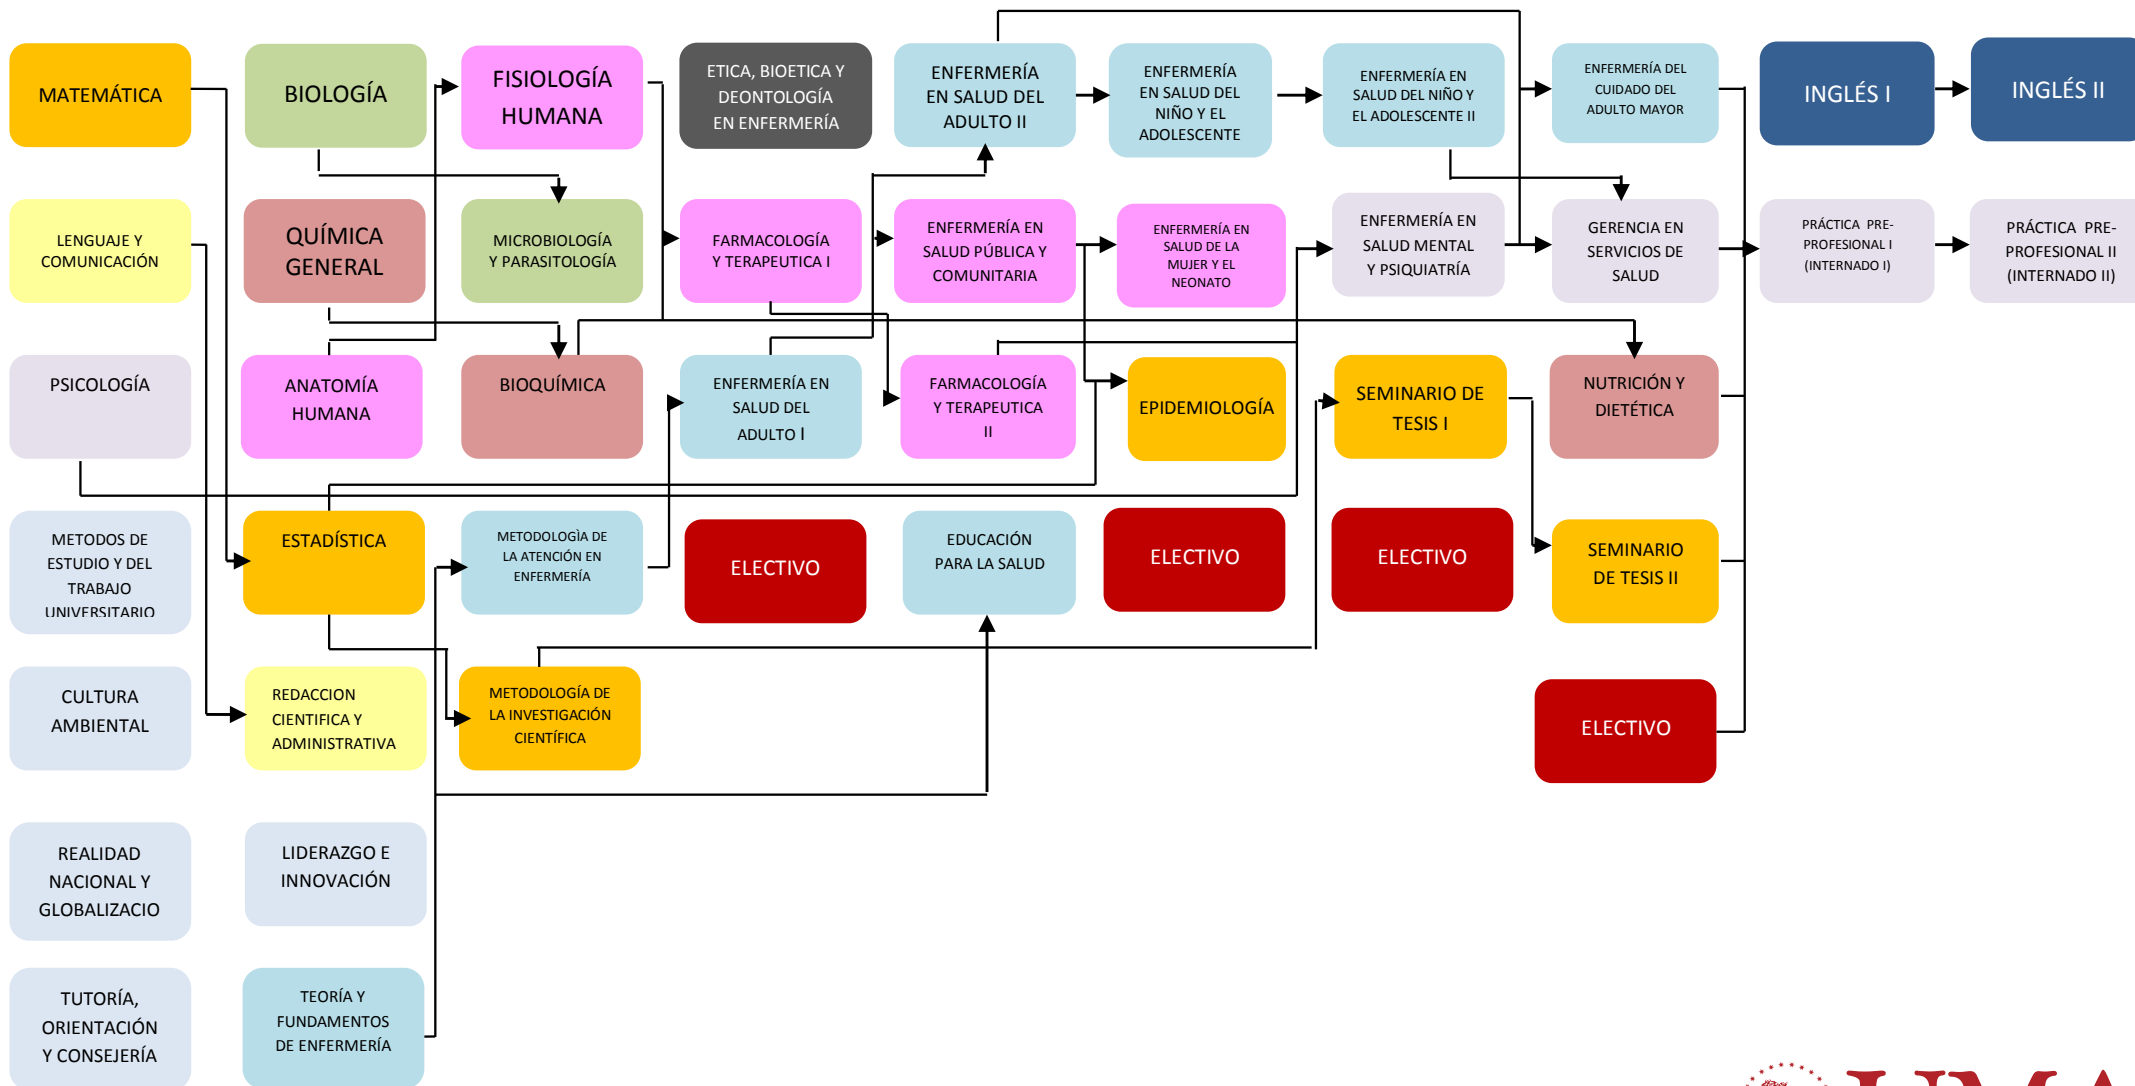 MATEMÁTICA
BIOLOGÍA
FISIOLOGÍA
HUMANA
ETICA, BIOETICA Y
DEONTOLOGÍA
EN ENFERMERÍA
ENFERMERÍA
EN SALUD DEL
ADULTO II
ENFERMERÍA
EN SALUD DEL
NIÑO Y EL
ADOLESCENTE
ENFERMERÍA EN
SALUD DEL NIÑO Y
EL ADOLESCENTE II
ENFERMERÍA DEL
CUIDADO DEL
ADULTO MAYOR
INGLÉS I
INGLÉS II
LENGUAJE Y
COMUNICACIÓN
QUÍMICA
GENERAL
MICROBIOLOGÍA
Y PARASITOLOGÍA
FARMACOLOGÍA
Y TERAPEUTICA I
ENFERMERÍA EN
SALUD PÚBLICA Y
COMUNITARIA
ENFERMERÍA EN
SALUD DE LA
MUJER Y EL
NEONATO
ENFERMERÍA EN
SALUD MENTAL
Y PSIQUIATRÍA
GERENCIA EN
SERVICIOS DE
SALUD
PRÁCTICA PRE-
PROFESIONAL I
(INTERNADO I)
PRÁCTICA PRE-
PROFESIONAL II
(INTERNADO II)
PSICOLOGÍA
ANATOMÍA
HUMANA
BIOQUÍMICA
ENFERMERÍA EN
SALUD DEL
ADULTO I
FARMACOLOGÍA
Y TERAPEUTICA
II
EPIDEMIOLOGÍA
SEMINARIO DE
TESIS I
NUTRICIÓN Y
DIETÉTICA
METODOS DE
ESTUDIO Y DEL
TRABAJO
UNIVERSITARIO
ESTADÍSTICA
METODOLOGÌA DE
LA ATENCIÓN EN
ENFERMERÍA
ELECTIVO
EDUCACIÓN
PARA LA SALUD
ELECTIVO
ELECTIVO
SEMINARIO
DE TESIS II
CULTURA
AMBIENTAL
REDACCION
CIENTIFICA Y
ADMINISTRATIVA
METODOLOGÍA DE
LA INVESTIGACIÓN
CIENTÍFICA
ELECTIVO
REALIDAD
NACIONAL Y
GLOBALIZACIO
LIDERAZGO E
INNOVACIÓN
TUTORÍA,
ORIENTACIÓN
Y CONSEJERÍA
TEORÍA Y
FUNDAMENTOS
DE ENFERMERÍA
UMA